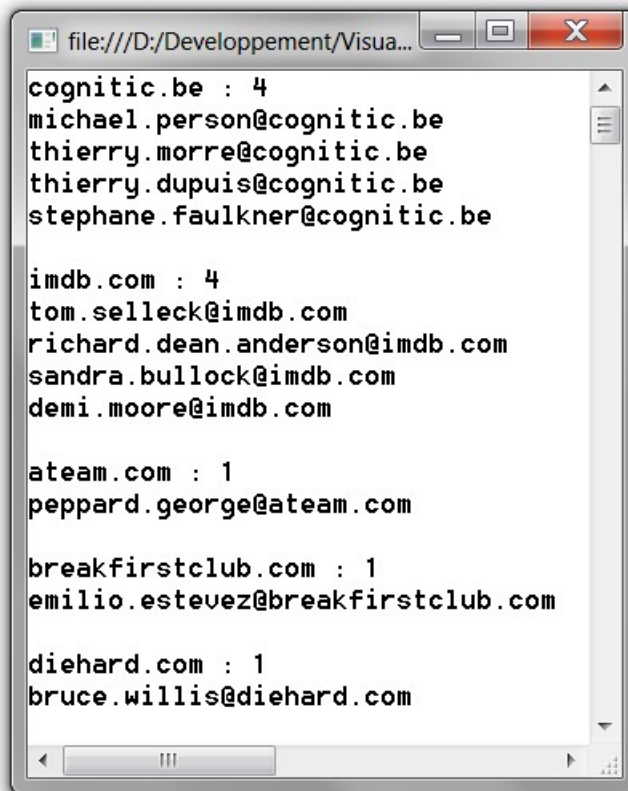 file:///D:/Developpement/Visua...
cognitic.be : 4
michael.person@cognitic.be
thierry.morre@cognitic.be
thierry.dupuis@cognitic.be
stephane.faulkner@cognitic.be
imdb.com : 4
tom.selleck@imdb.com
richard.dean.anderson@imdb.com
sandra.bullock@imdb.com
demi.moore@imdb.com
ateam.com : 1
peppard.george@ateam.com
breakfirstclub.com : 1
emilio.estevez@breakfirstclub.com
diehard.com : 1
bruce.willis@diehard.com